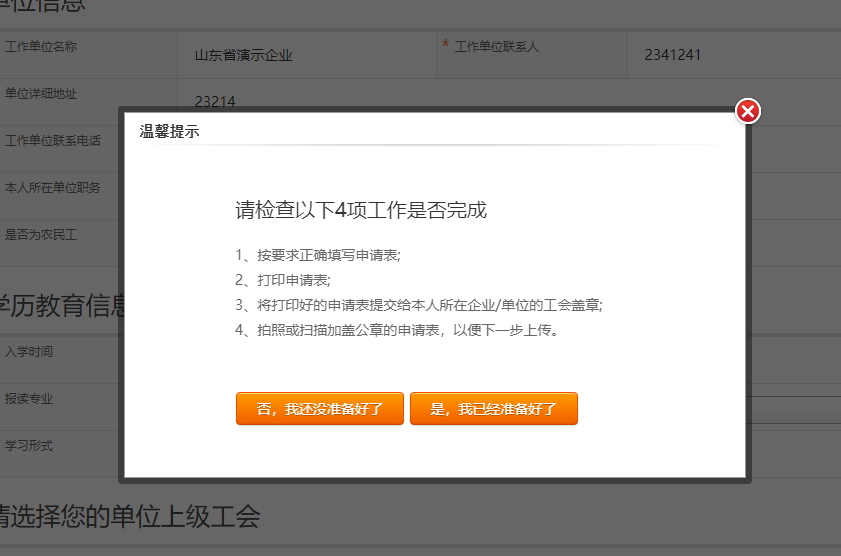 单位信息
工作单位名称
山东省演示企业
* 工作单位联系人
2341241
单位详细地址
23214
工作单位联系电话
本人所在单位职务
是否为农民工
温馨提示
请检查以下4项工作是否完成
1、按要求正确填写申请表;
2、打印申请表;
3、将打印好的申请表提交给本人所在企业/单位的工会盖章;
4、拍照或扫描加盖公章的申请表，以便下一步上传。
否，我还没准备好了
是，我已经准备好了
学历教育信息
入学时间
报读专业
学习形式
请选择您的单位上级工会